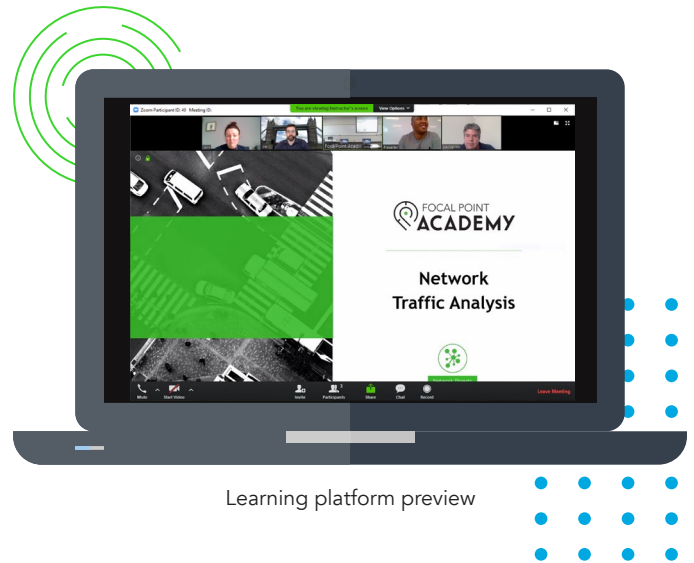 Zoom Participant ID: 49 Meeting ID:
You are viewing Instructor's screen
View Options
FOCAL POINT
ACADEMY
Network
Traffic Analysis
Mute
Start Video
Invite
3
Participants
Share
Chat
Record
Leave Meeting
Learning platform preview